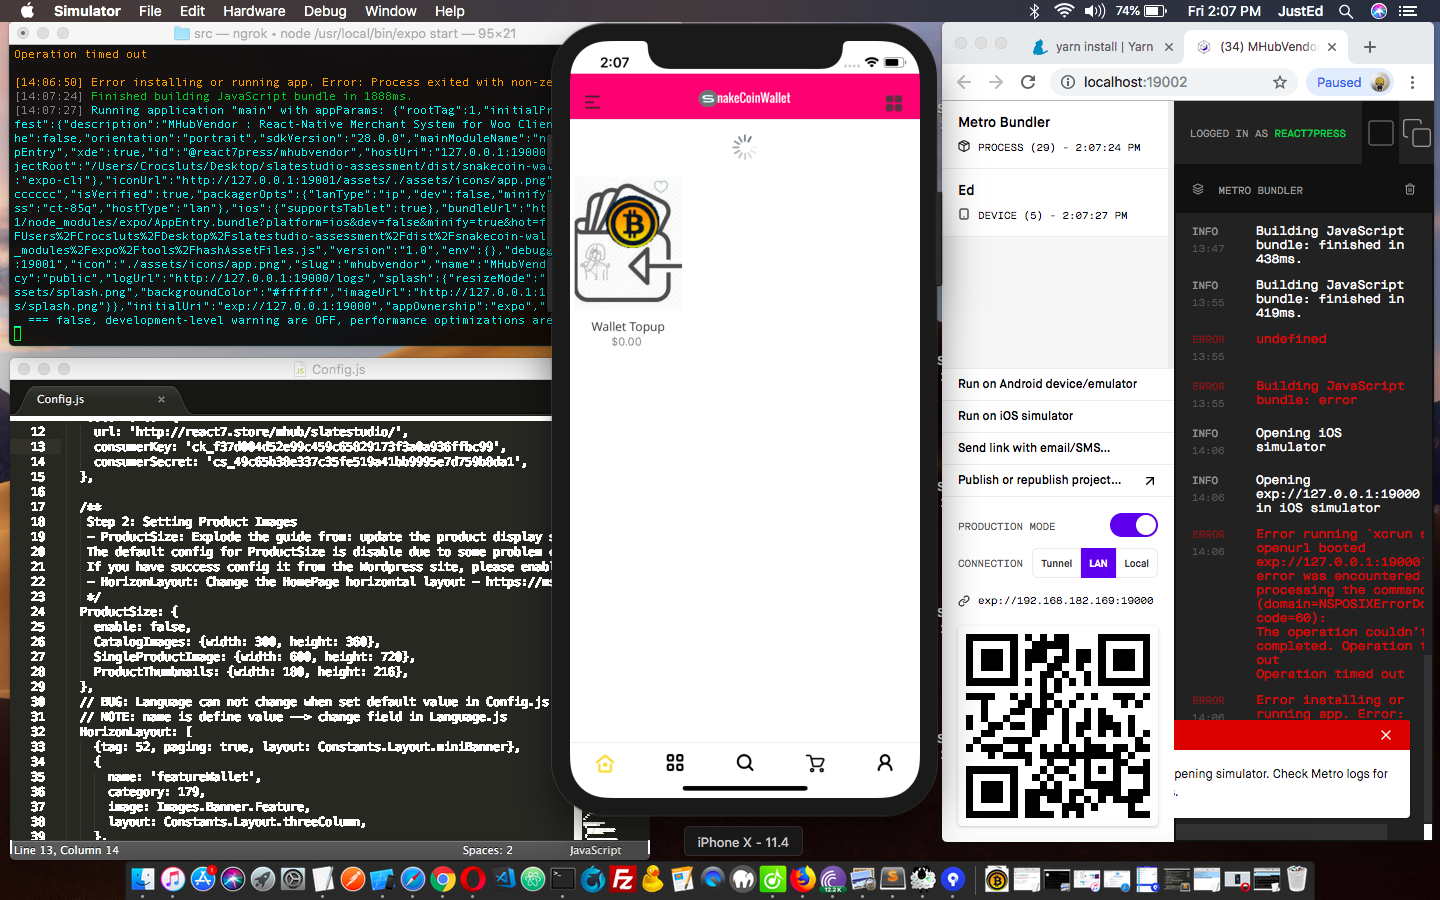 Simulator File Edit Hardware Debug Window Help
74% Fri 2:07 PM JustEd
src — ngrok • node /usr/local/bin/expo start — 95×21
Operation timed out
[14:06:50] Error installing or running app. Error: Process exited with non-ze
[14:07:24] Finished building JavaScript bundle in 1888ms.
[14:07:27] Running application "main" with appParams: {"rootTag":1,"initialPr
fest":{"description":"MHubVendor : React-Native Merchant System for Woo Clien
he":false,"orientation":"portrait","sdkVersion":"28.0.0","mainModuleName":"n
pEntry","xde":true,"id":"@react7press/mhubvendor","hostUri":"127.0.0.1:19000
jectRoot":"/Users/Crocsluts/Desktop/slatestudio-assessment/dist/snakecoin-wa
:"expo-cli"},"iconUrl":"http://127.0.0.1:19001/assets/./assets/icons/app.png"
cccccc","isVerified":true,"packagerOpts":{"lanType":"ip","dev":false,"minify
ss":"ct-85q","hostType":"lan"},"ios":{"supportsTablet":true},"bundleUrl":"ht
1/node_modules/expo/AppEntry.bundle?platform=ios&dev=false&minify=true&hot=f
FUsers%2FCrocsluts%2FDesktop%2Fslatestudio-assessment%2Fdist%2Fsnakecoin-wal
_modules%2Fexpo%2Ftools%2FhashAssetFiles.js","version":"1.0","env":{},"debugg
:19001","icon":"./assets/icons/app.png","slug":"mhubvendor","name":"MHubVend
cy":"public","logUrl":"http://127.0.0.1:19000/logs","splash":{"resizeMode":"
ssets/splash.png","backgroundColor":"#ffffff","imageUrl":"http://127.0.0.1:1
s/splash.png"}},"initialUri":"exp://127.0.0.1:19000","appOwnership":"expo","
=== false, development-level warning are OFF, performance optimizations are
Config.js
Config.js
12 url: 'http://react7.store/mhub/slatestudio/',
13 consumerKey: 'ck_f37d004d52e99c459c65829173f3a0a936ffbc99',
14 consumerSecret: 'cs_49c65b38e337c35fe519a41bb9995e7d759b8da1',
15 },
16
17 /**
18 Step 2: Setting Product Images
19 – ProductSize: Explode the guide from: update the product display s
20 The default config for ProductSize is disable due to some problem
21 If you have success config it from the Wordpress site, please enabl
22 – HorizonLayout: Change the HomePage horizontal layout – https://ms
23 */
24 ProductSize: {
25 enable: false,
26 CatalogImages: {width: 300, height: 360},
27 SingleProductImage: {width: 600, height: 720},
28 ProductThumbnails: {width: 180, height: 216},
29 },
30 // BUG: Language can not change when set default value in Config.js
31 // NOTE: name is define value ––> change field in Language.js
32 HorizonLayout: [
33 {tag: 52, paging: true, layout: Constants.Layout.miniBanner},
34 {
35 name: 'featureWallet',
36 category: 179,
37 image: Images.Banner.Feature,
38 layout: Constants.Layout.threeColumn,
39 },
Line 13, Column 14 Spaces: 2 JavaScript
2:07
SnakeCoinWallet
Wallet Topup
$0.00
iPhone X - 11.4
yarn install | Yarn
(34) MHubVendo
localhost:19002
Paused
Metro Bundler
PROCESS (29) - 2:07:24 PM
Ed
DEVICE (5) - 2:07:27 PM
Run on Android device/emulator
Run on iOS simulator
Send link with email/SMS...
Publish or republish project...
PRODUCTION MODE
CONNECTION Tunnel LAN Local
exp://192.168.182.169:19000
LOGGED IN AS REACT7PRESS
METRO BUNDLER
INFO Building JavaScript
13:47 bundle: finished in
438ms.
INFO Building JavaScript
13:55 bundle: finished in
419ms.
ERROR undefined
13:55
ERROR Building JavaScript
13:55 bundle: error
INFO Opening iOS
14:06 simulator
INFO Opening
14:06 exp://127.0.0.1:19000
in iOS simulator
ERROR Error running `xcrun s
14:06 openurl booted
exp://127.0.0.1:19000
error was encountered
processing the command
(domain=NSPOSIXErrorDo
code=60):
The operation couldn't
completed. Operation t
out
Operation timed out
ERROR Error installing or
14:06 running app. Error:
pening simulator. Check Metro logs for
s.
12.2 K